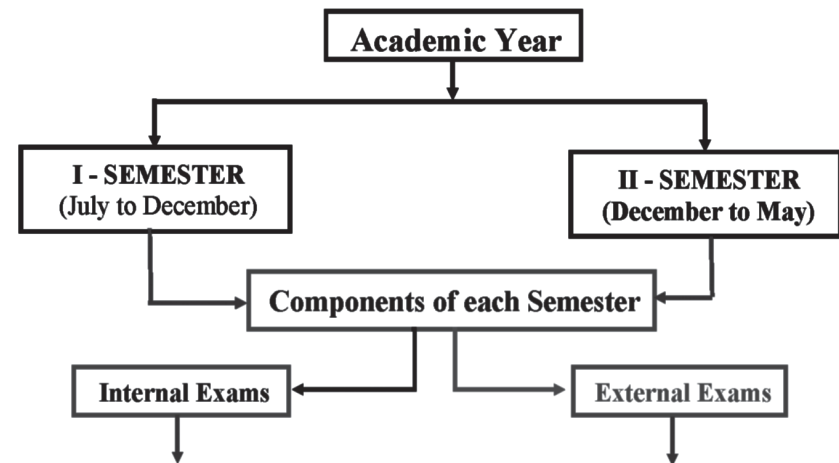 Academic Year
I - SEMESTER
(July to December)
II - SEMESTER
(December to May)
Components of each Semester
Internal Exams
External Exams